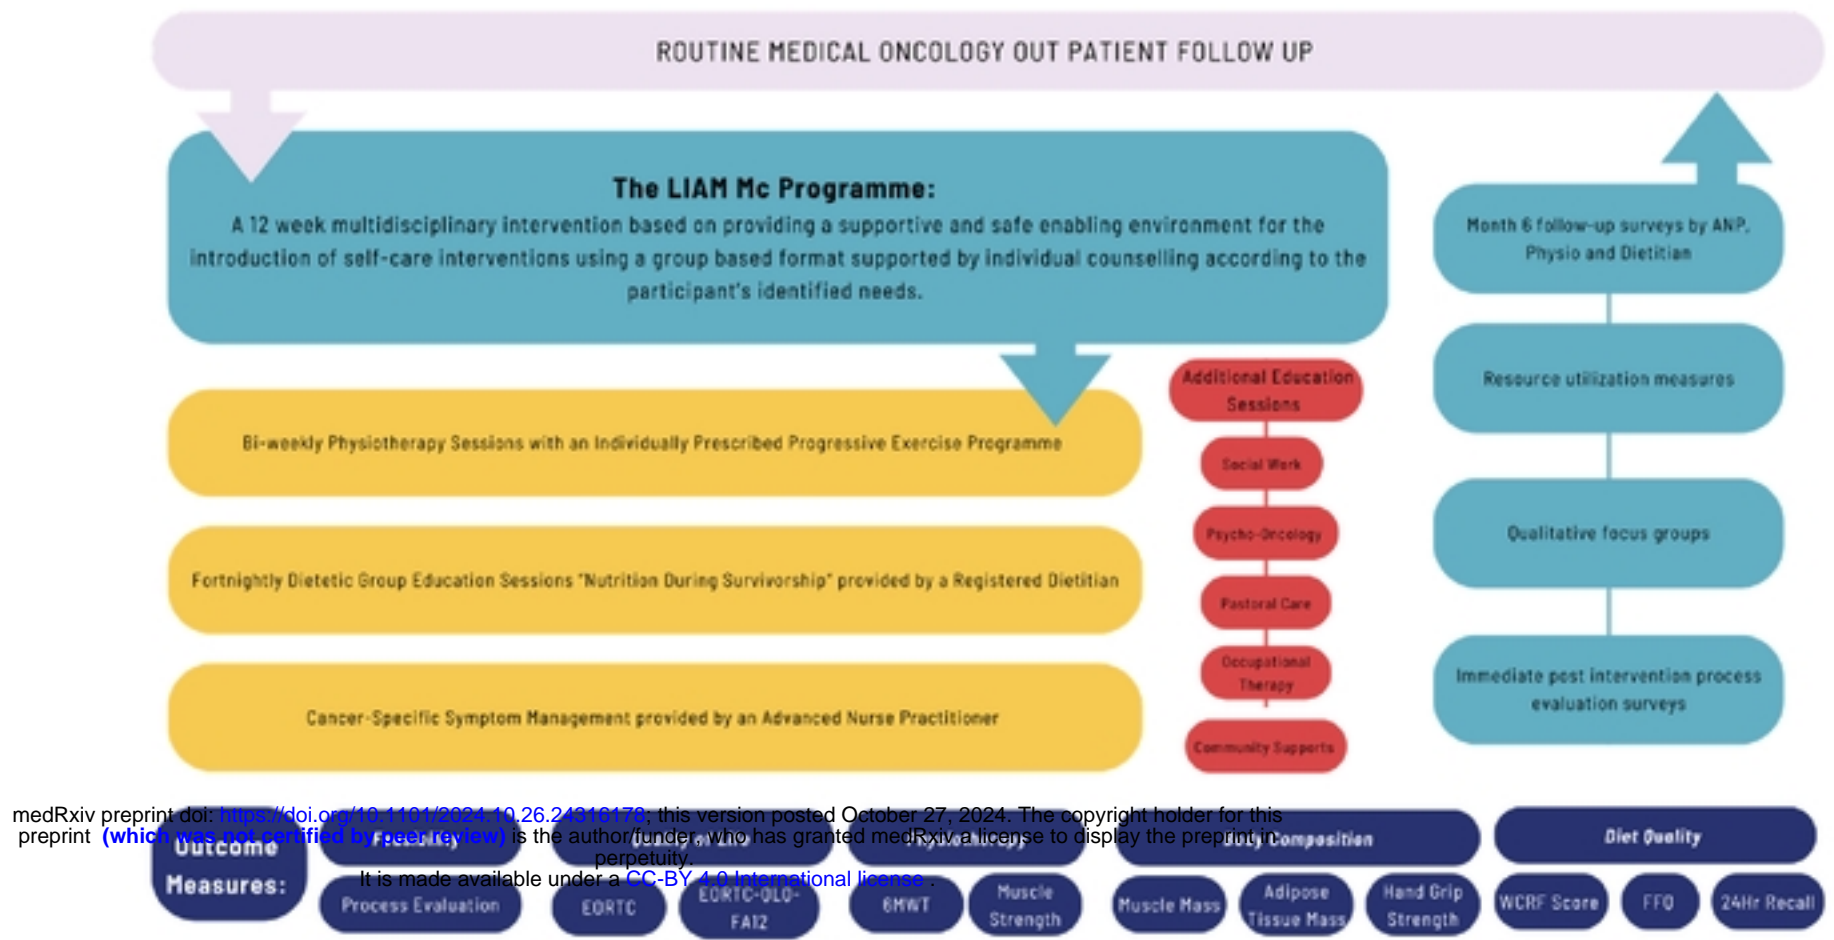 ROUTINE MEDICAL ONCOLOGY OUT PATIENT FOLLOW UP
The LIAM Mc Programme:
A 12 week multidisciplinary intervention based on providing a supportive and safe enabling environment for the
introduction of self-care interventions using a group based format supported by individual counselling according to the
participant's identified needs.
Bi-weekly Physiotherapy Sessions with an Individually Prescribed Progressive Exercise Programme
Fortnightly Dietetic Group Education Sessions "Nutrition During Survivorship" provided by a Registered Dietitian
Cancer-Specific Symptom Management provided by an Advanced Nurse Practitioner
Additional Education
Sessions
Social Work
Psycho-Oncology
Pastoral Care
Occupational
Therapy
Community Supports
Month 6 follow-up surveys by ANP,
Physio and Dietitian
Resource utilization measures
Qualitative focus groups
Immediate post intervention process
evaluation surveys
medRxiv preprint doi: https://doi.org/10.1101/2024.10.26.24316178; this version posted October 27, 2024. The copyright holder for this
preprint (which was not certified by peer review) is the author/funder, who has granted medRxiv a license to display the preprint in
perpetuity.
It is made available under a CC-BY 4.0 International license .
Outcome
Measures:
Process Evaluation
EORTC
EORTC-QLQ-
FA12
6MWT
Muscle
Strength
Body Composition
Muscle Mass
Adipose
Tissue Mass
Hand Grip
Strength
Diet Quality
WCRF Score
FFQ
24Hr Recall